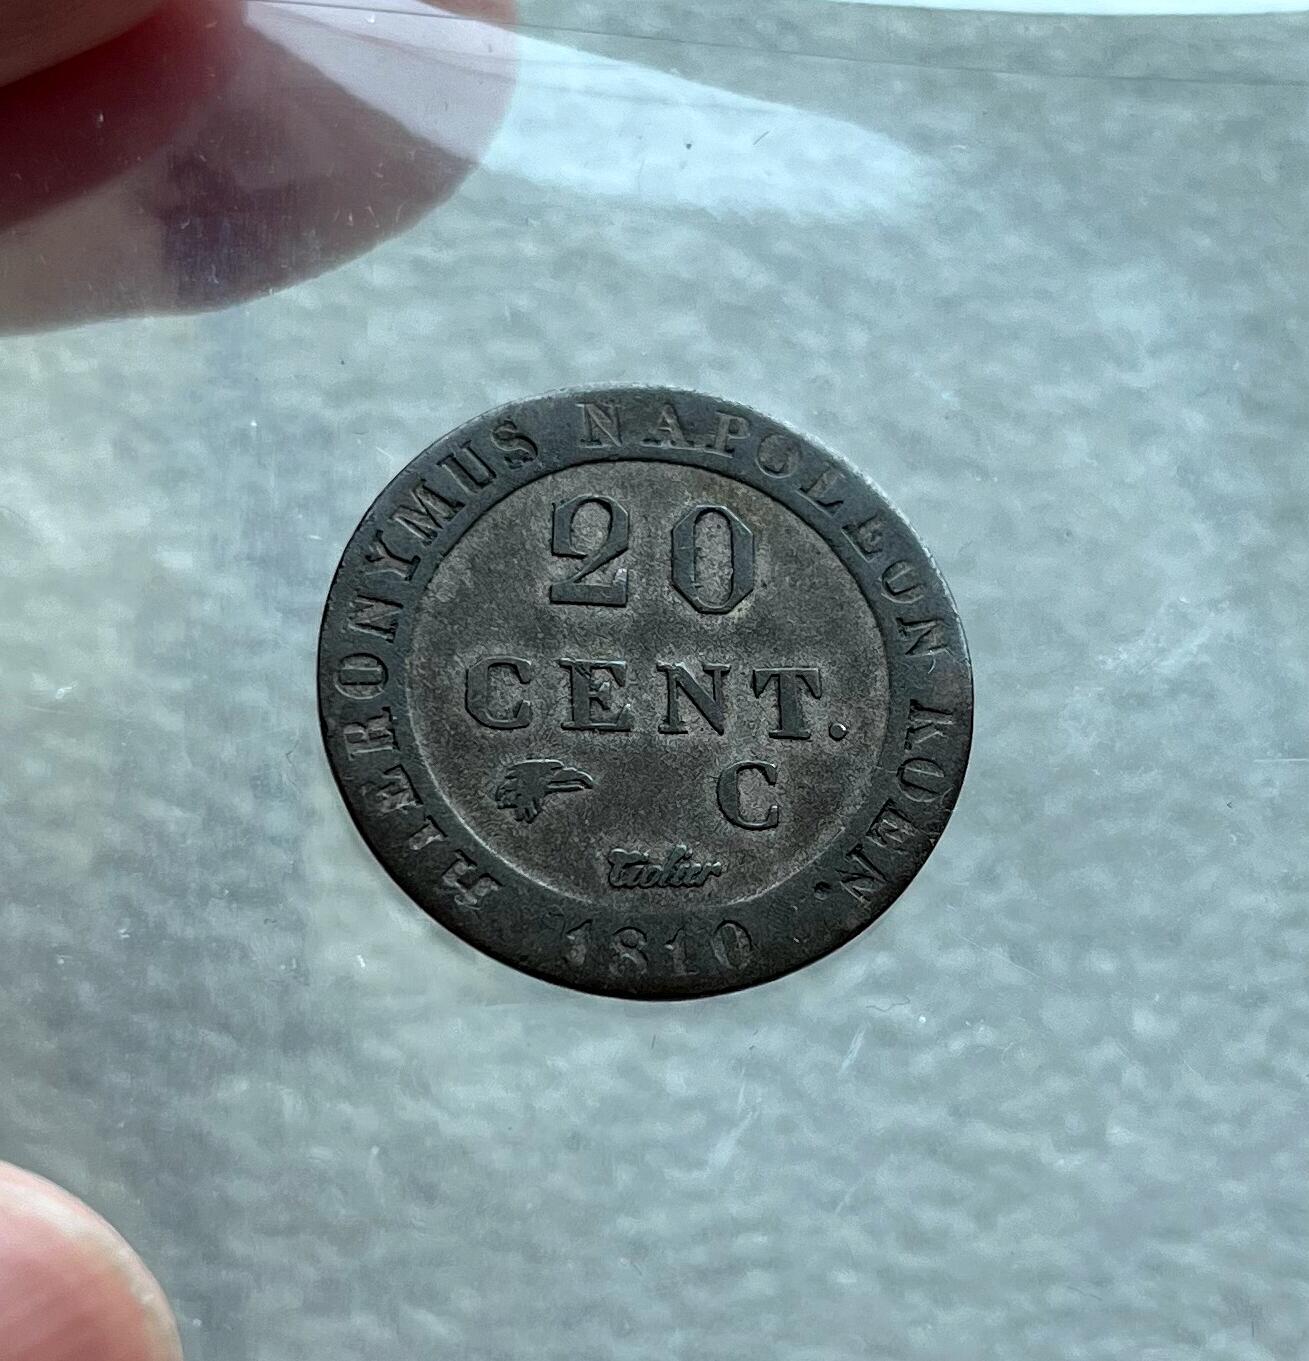 HIERONYMUS NAPOLEON KOEN.
20
CENT.
C
Tiolier
1810